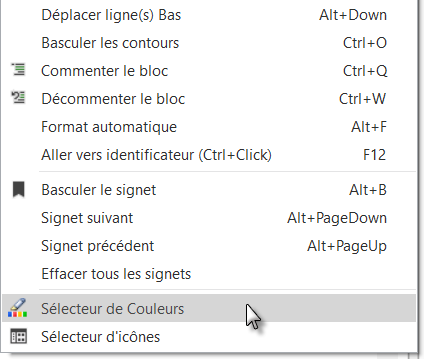 Déplacer ligne(s) Bas Alt+Down
Basculer les contours Ctrl+O
Commenter le bloc Ctrl+Q
Décommenter le bloc Ctrl+W
Format automatique Alt+F
Aller vers identificateur (Ctrl+Click) F12
Basculer le signet Alt+B
Signet suivant Alt+PageDown
Signet précédent Alt+PageUp
Effacer tous les signets
Sélecteur de Couleurs
Sélecteur d'icônes